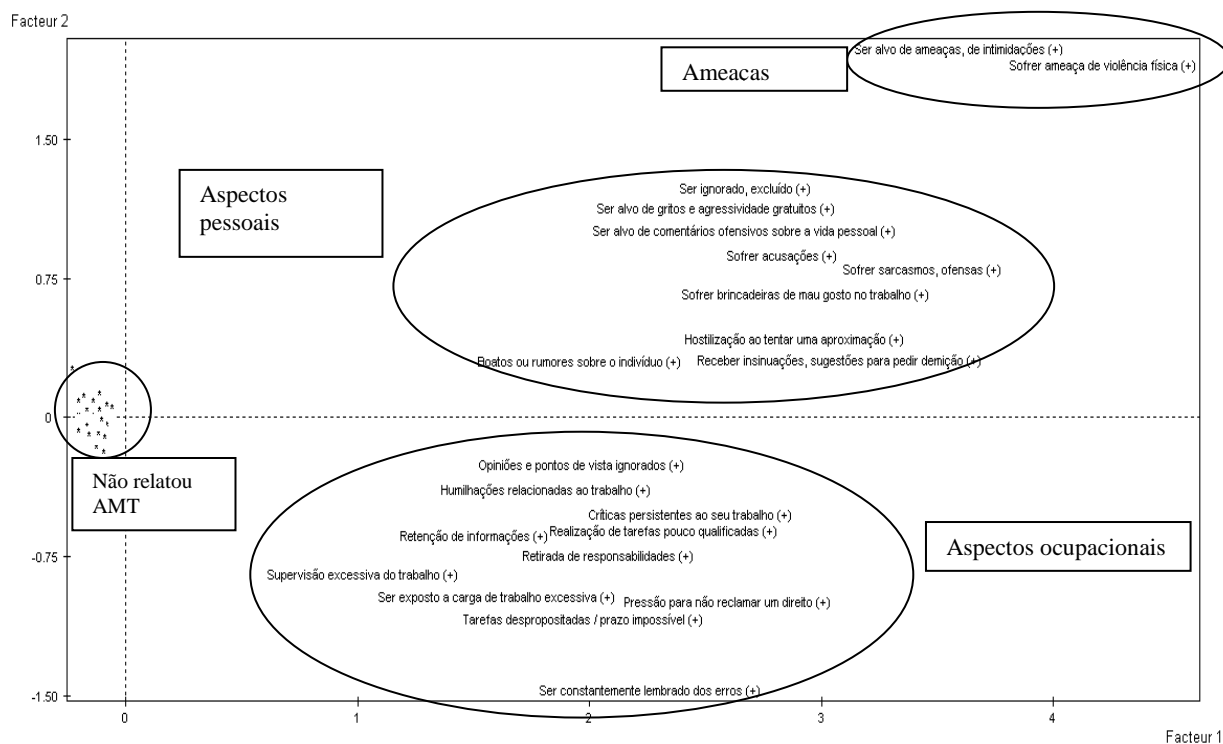 Facteur 2
Ser alvo de ameaças, de intimidações (+)
Ameacas
Sofrer ameaça de violência física (+)
1.50
Aspectos
pessoais
Ser ignorado, excluído (+)
Ser alvo de gritos e agressividade gratuitos (+)
Ser alvo de comentários ofensivos sobre a vida pessoal (+)
Sofrer acusações (+)
Sofrer sarcasmos, ofensas (+)
0.75
Sofrer brincadeiras de mau gosto no trabalho (+)
Hostilização ao tentar uma aproximação (+)
Boatos ou rumores sobre o indivíduo (+)
Receber insinuações, sugestões para pedir demição (+)
0
Não relatou
AMT
Opiniões e pontos de vista ignorados (+)
Humilhações relacionadas ao trabalho (+)
Críticas persistentes ao seu trabalho (+)
Retenção de informações (+)
Realização de tarefas pouco qualificadas (+)
Aspectos ocupacionais
-0.75
Retirada de responsabilidades (+)
Supervisão excessiva do trabalho (+)
Ser exposto a carga de trabalho excessiva (+)
Pressão para não reclamar um direito (+)
Tarefas despropositadas / prazo impossível (+)
-1.50
Ser constantemente lembrado dos erros (+)
0
1
2
3
4
Facteur 1